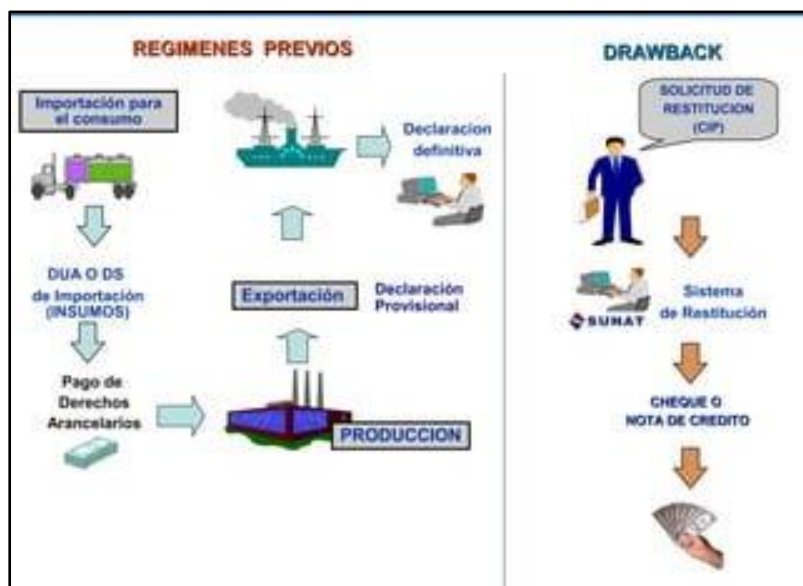 REGIMENES PREVIOS
Importación para
el consumo
DUA O DS
de Importación
(INSUMOS)
Pago de
Derechos
Arancelarios
PRODUCCION
Exportación
Declaración
Provisional
Declaracion
definitiva
DRAWBACK
SOLICITUD DE
RESTITUCION
(CIP)
SUNAT
Sistema
de Restitución
CHEQUE O
NOTA DE CREDITO